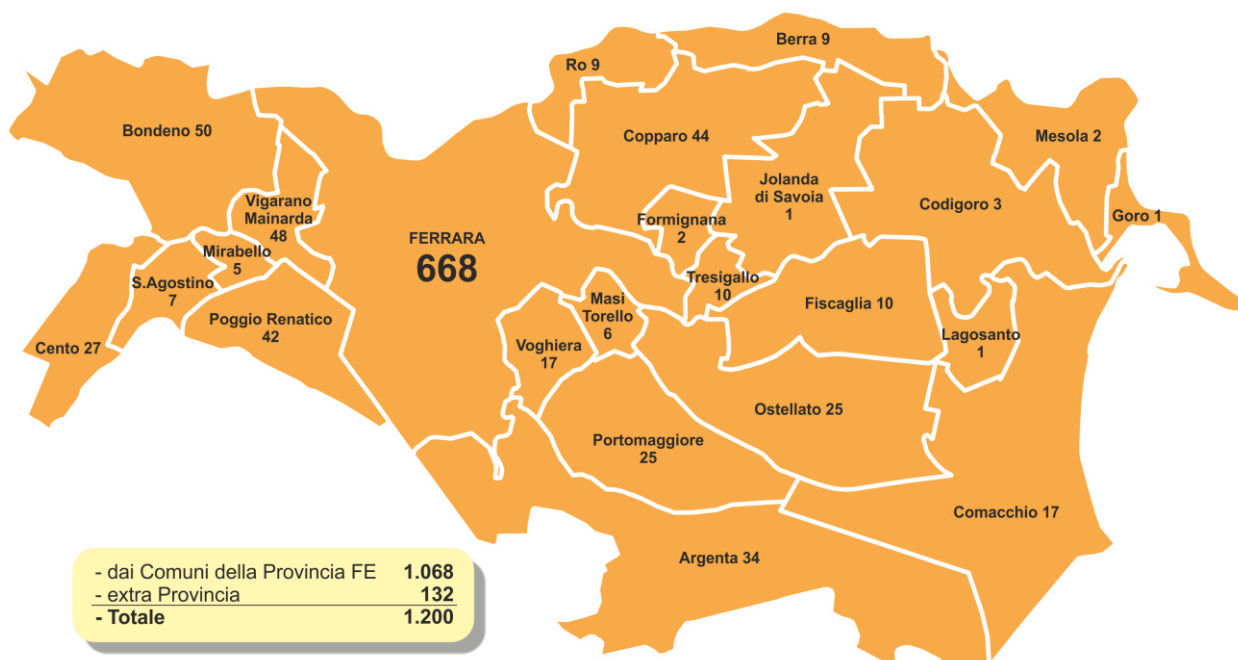 Berra 9
Ro 9
Bondeno 50
Copparo 44
Mesola 2
Jolanda
di Savoia
1
Vigarano
Mainarda
48
Codigoro 3
Goro 1
Formignana
2
FERRARA
668
Mirabello
5
S.Agostino
7
Tresigallo
10
Masi
Torello
6
Fiscaglia 10
Poggio Renatico
42
Cento 27
Voghiera
17
Lagosanto
1
Ostellato 25
Portomaggiore
25
Comacchio 17
Argenta 34
- dai Comuni della Provincia FE 1.068
- extra Provincia 132
- Totale 1.200